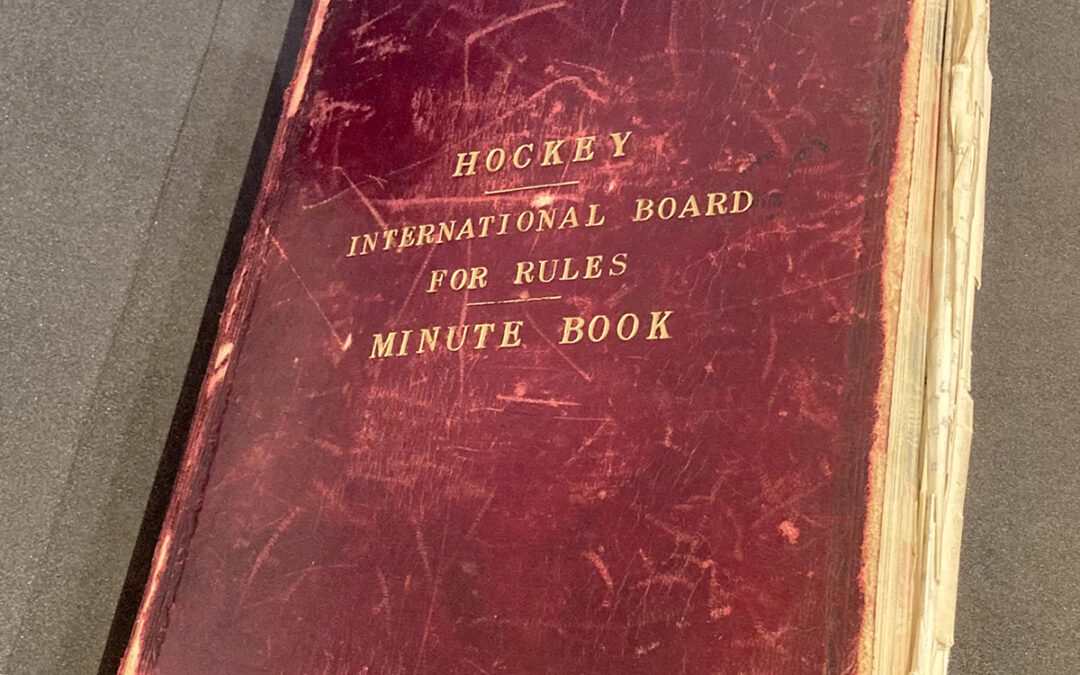 HOCKEY
INTERNATIONAL BOARD
FOR RULES
MINUTE BOOK